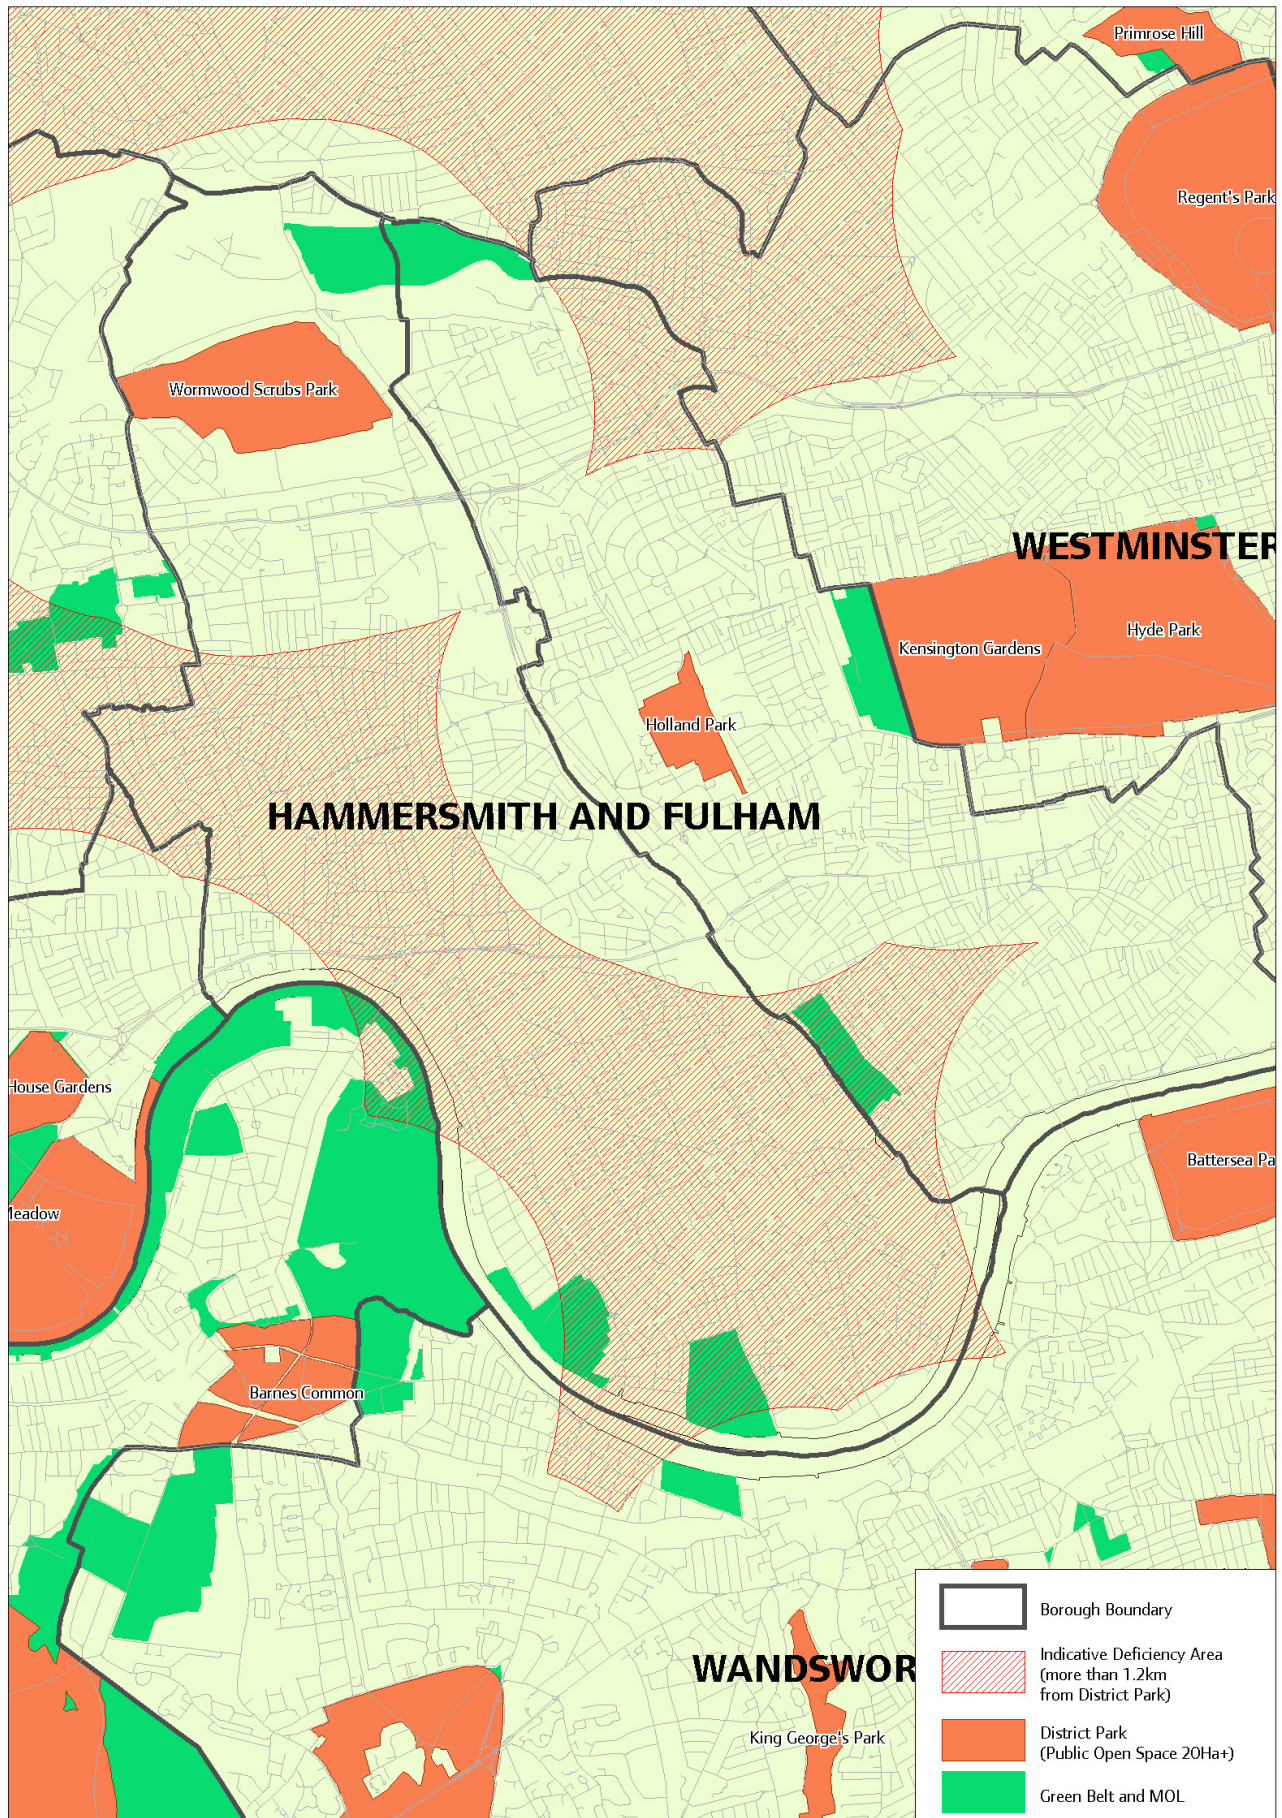 Primrose Hill
Regent's Park
Wormwood Scrubs Park
WESTMINSTER
Hyde Park
Kensington Gardens
Holland Park
HAMMERSMITH AND FULHAM
House Gardens
Battersea Pa
Meadow
Barnes Common
WANDSWOR
King George's Park
Borough Boundary
Indicative Deficiency Area
(more than 1.2km
from District Park)
District Park
(Public Open Space 20Ha+)
Green Belt and MOL